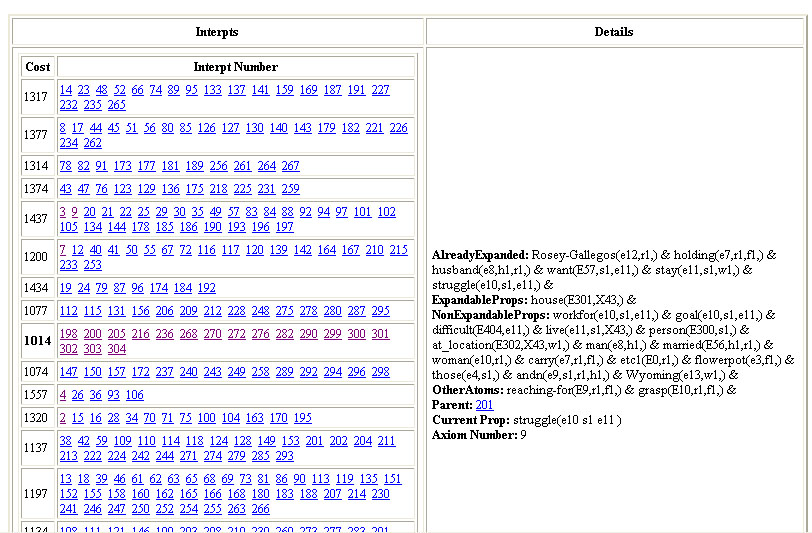 Interpts
Details
Cost
Interpt Number
1317
14 23 48 52 66 74 89 95 133 137 141 159 169 187 191 227
232 235 265
1377
8 17 44 45 51 56 80 85 126 127 130 140 143 179 182 221 226
234 262
1314
78 82 91 173 177 181 189 256 261 264 267
1374
43 47 76 123 129 136 175 218 225 231 259
1437
3 9 20 21 22 25 29 30 35 49 57 83 84 88 92 94 97 101 102
105 134 144 178 185 186 190 193 196 197
1200
7 12 40 41 50 55 67 72 116 117 120 139 142 164 167 210 215
233 253
1434
19 24 79 87 96 174 184 192
1077
112 115 131 156 206 209 212 228 248 275 278 280 287 295
1014
198 200 205 216 236 268 270 272 276 282 290 299 300 301
302 303 304
1074
147 150 157 172 237 240 243 249 258 289 292 294 296 298
1557
4 26 36 93 106
1320
2 15 16 28 34 70 71 75 100 104 163 170 195
1137
38 42 59 109 110 114 118 124 128 149 153 201 202 204 211
213 222 224 242 244 271 274 279 285 293
1197
13 18 39 46 61 62 63 65 68 69 73 81 86 90 113 119 135 151
152 155 158 160 162 165 166 168 180 183 188 207 214 230
241 246 247 250 252 254 255 263 266
1134
108 111 121 146 199 203 208 219 239 260 273 277 283 291
AlreadyExpanded: Rosey-Gallegos(e12,r1,) & holding(e7,r1,f1,) &
husband(e8,h1,r1,) & want(E57,s1,e11,) & stay(e11,s1,w1,) &
struggle(e10,s1,e11,) &
ExpandableProps: house(E301,X43,) &
NonExpandableProps: workfor(e10,s1,e11,) & goal(e10,s1,e11,) &
difficult(E404,e11,) & live(e11,s1,X43,) & person(E300,s1,) &
at_location(E302,X43,w1,) & man(e8,h1,) & married(E56,h1,r1,) &
woman(e10,r1,) & carry(e7,r1,f1,) & etc1(E0,r1,) & flowerpot(e3,f1,) &
those(e4,s1,) & andn(e9,s1,r1,h1,) & Wyoming(e13,w1,) &
OtherAtoms: reaching-for(E9,r1,f1,) & grasp(E10,r1,f1,) &
Parent: 201
Current Prop: struggle(e10 s1 e11 )
Axiom Number: 9